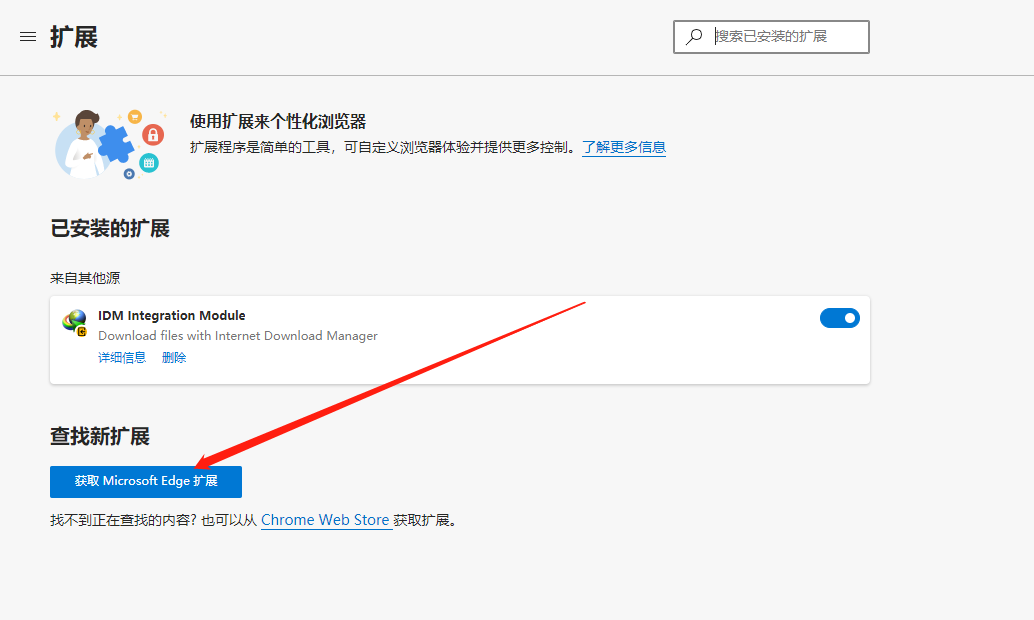 扩展
搜索已安装的扩展
使用扩展来个性化浏览器
扩展程序是简单的工具，可自定义浏览器体验并提供更多控制。了解更多信息
已安装的扩展
来自其他源
IDM Integration Module
Download files with Internet Download Manager
详细信息 删除
查找新扩展
获取 Microsoft Edge 扩展
找不到正在查找的内容? 也可以从 Chrome Web Store 获取扩展。